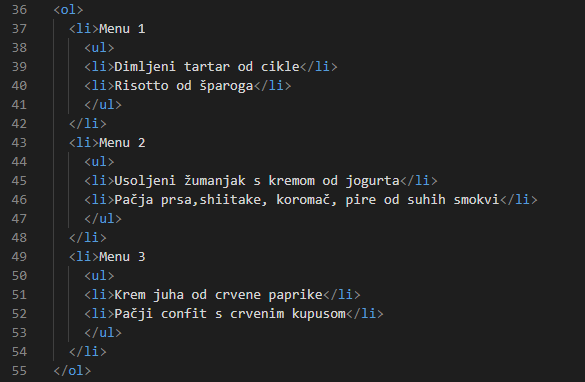 36 <ol>
37 <li>Menu 1
38 <ul>
39 <li>Dimljeni tartar od cikle</li>
40 <li>Risotto od šparoga</li>
41 </ul>
42 </li>
43 <li>Menu 2
44 <ul>
45 <li>Usoljeni žumanjak s kremom od jogurta</li>
46 <li>Pačja prsa,shiitake, koromač, pire od suhih smokvi</li>
47 </ul>
48 </li>
49 <li>Menu 3
50 <ul>
51 <li>Krem juha od crvene paprike</li>
52 <li>Pačji confit s crvenim kupusom</li>
53 </ul>
54 </li>
55 </ol>